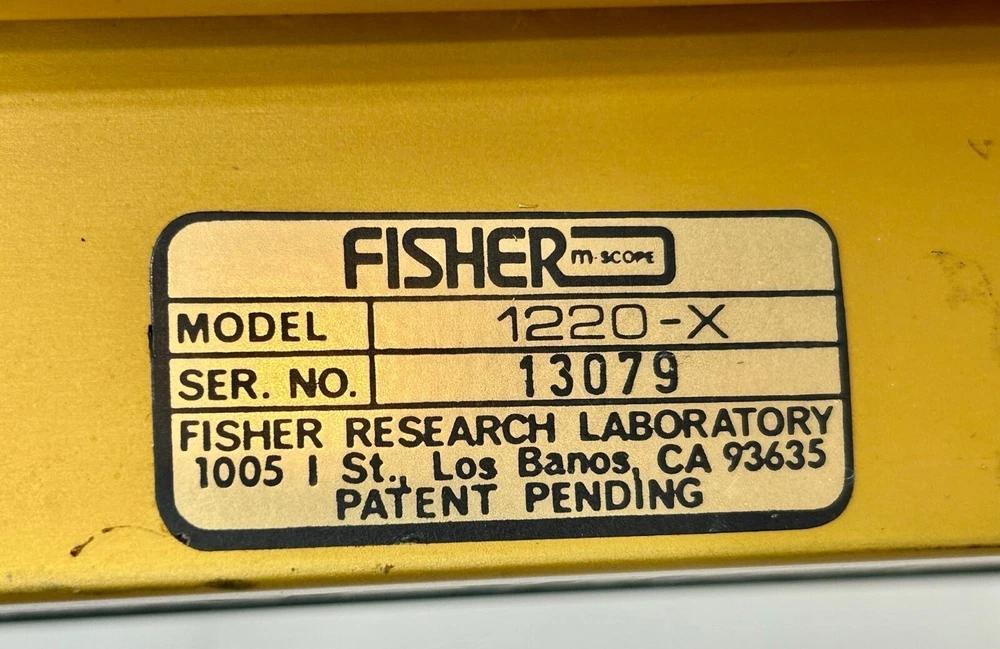 FISHER m-scope
MODEL 1220-X
SER. NO. 13079
FISHER RESEARCH LABORATORY
1005 I St., Los Banos, CA 93635
PATENT PENDING